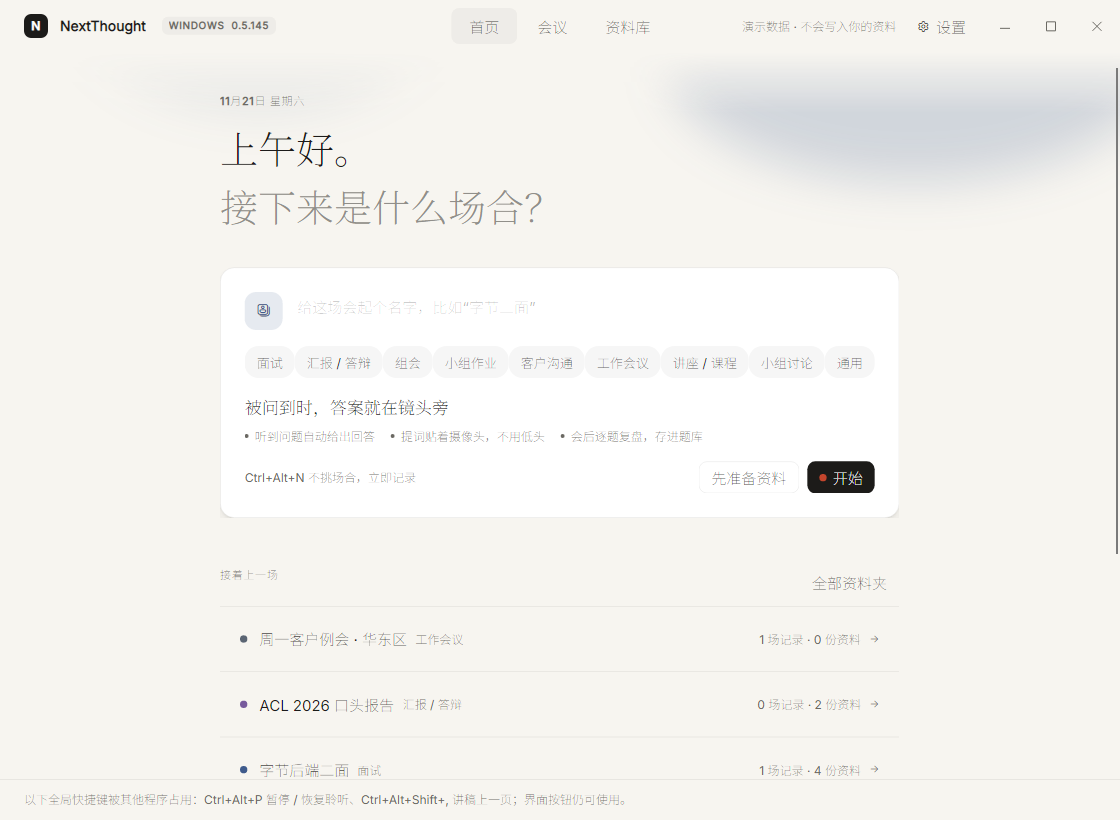 N NextThought WINDOWS 0.5.145 首页 会议 资料库 演示数据 · 不会写入你的资料 设置
11月21日 星期六
上午好。
接下来是什么场合？
给这场会起个名字，比如“字节二面”
面试 汇报 / 答辩 组会 小组作业 客户沟通 工作会议 讲座 / 课程 小组讨论 通用
被问到时，答案就在镜头旁
• 听到问题自动给出回答 • 提词贴着摄像头，不用低头 • 会后逐题复盘，存进题库
Ctrl+Alt+N 不挑场合，立即记录 先准备资料 开始
接着上一场 全部资料夹
周一客户例会 · 华东区 工作会议 1 场记录 · 0 份资料 →
ACL 2026 口头报告 汇报 / 答辩 0 场记录 · 2 份资料 →
字节后端二面 面试 1 场记录 · 4 份资料 →
以下全局快捷键被其他程序占用：Ctrl+Alt+P 暂停 / 恢复聆听、Ctrl+Alt+Shift+, 讲稿上一页；界面按钮仍可使用。